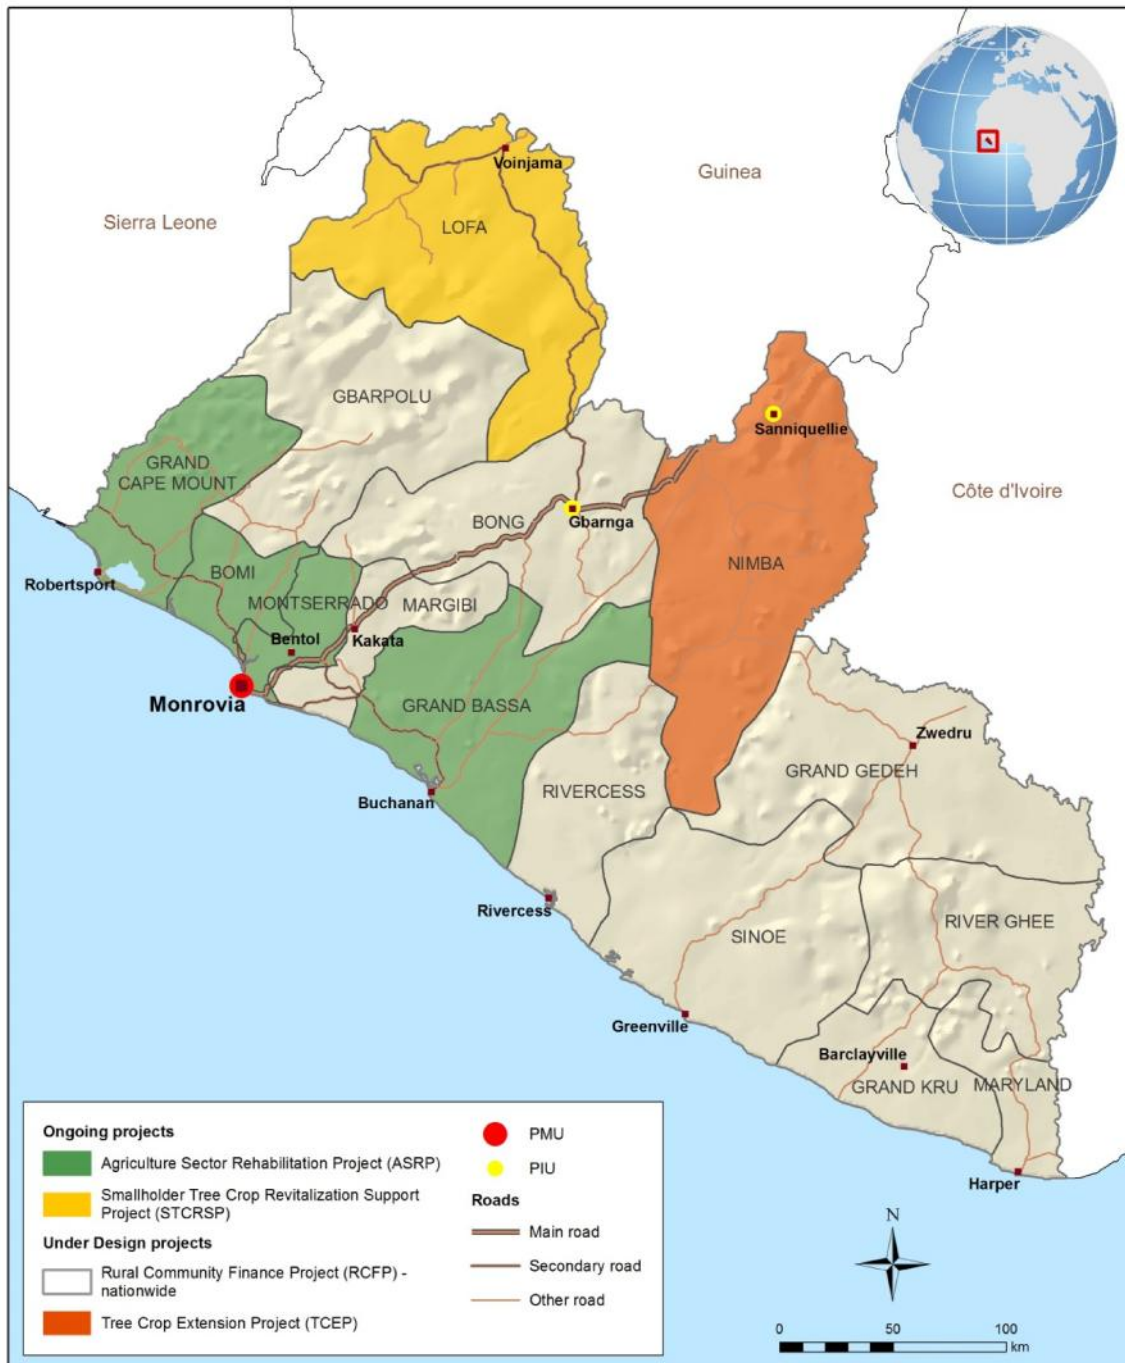 Guinea
Sierra Leone
Côte d'Ivoire
Voinjama
LOFA
GBARPOLU
Sanniquellie
GRAND
CAPE MOUNT
BONG
Gbarnga
NIMBA
Robertsport
BOMI
MONTSERRADO
MARGIBI
Bentol
Kakata
Monrovia
GRAND BASSA
Zwedru
GRAND GEDEH
Buchanan
RIVERCESS
Rivercess
SINOE
RIVER GHEE
Greenville
Barclayville
GRAND KRU
MARYLAND
Harper
Ongoing projects
Agriculture Sector Rehabilitation Project (ASRP)
Smallholder Tree Crop Revitalization Support
Project (STCRSP)
Under Design projects
Rural Community Finance Project (RCFP) -
nationwide
Tree Crop Extension Project (TCEP)
PMU
PIU
Roads
Main road
Secondary road
Other road
N
0 50 100
km